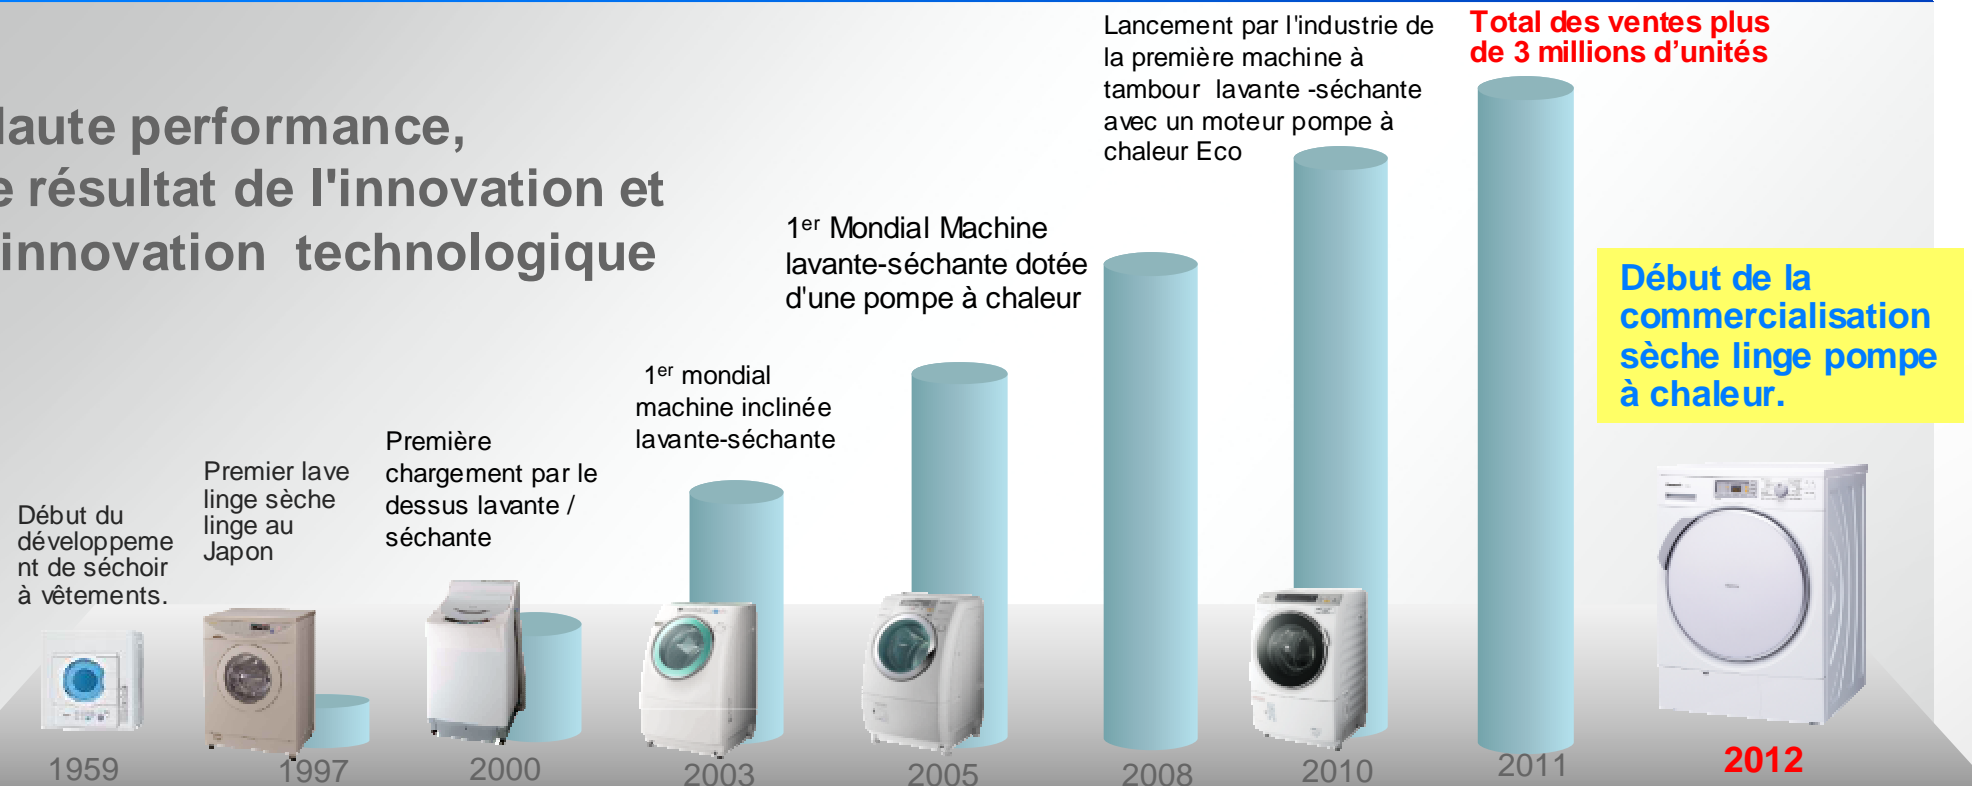 Lancement par l'industrie de
la première machine à
tambour  lavante -séchante
avec un moteur pompe à
chaleur Eco
Total des ventes plus
de 3 millions d’unités
Haute performance,
e résultat de l'innovation et
innovation  technologique
1er Mondial Machine
lavante-séchante dotée
d'une pompe à chaleur
Début de la
commercialisation
sèche linge pompe
à chaleur.
1er mondial
machine inclinée
lavante-séchante
Première
chargement par le
dessus lavante /
séchante
Premier lave
linge sèche
linge au
Japon
Début du
développeme
nt de séchoir
à vêtements.
1959
1997
2000
2003
2005
2008
2010
2011
2012